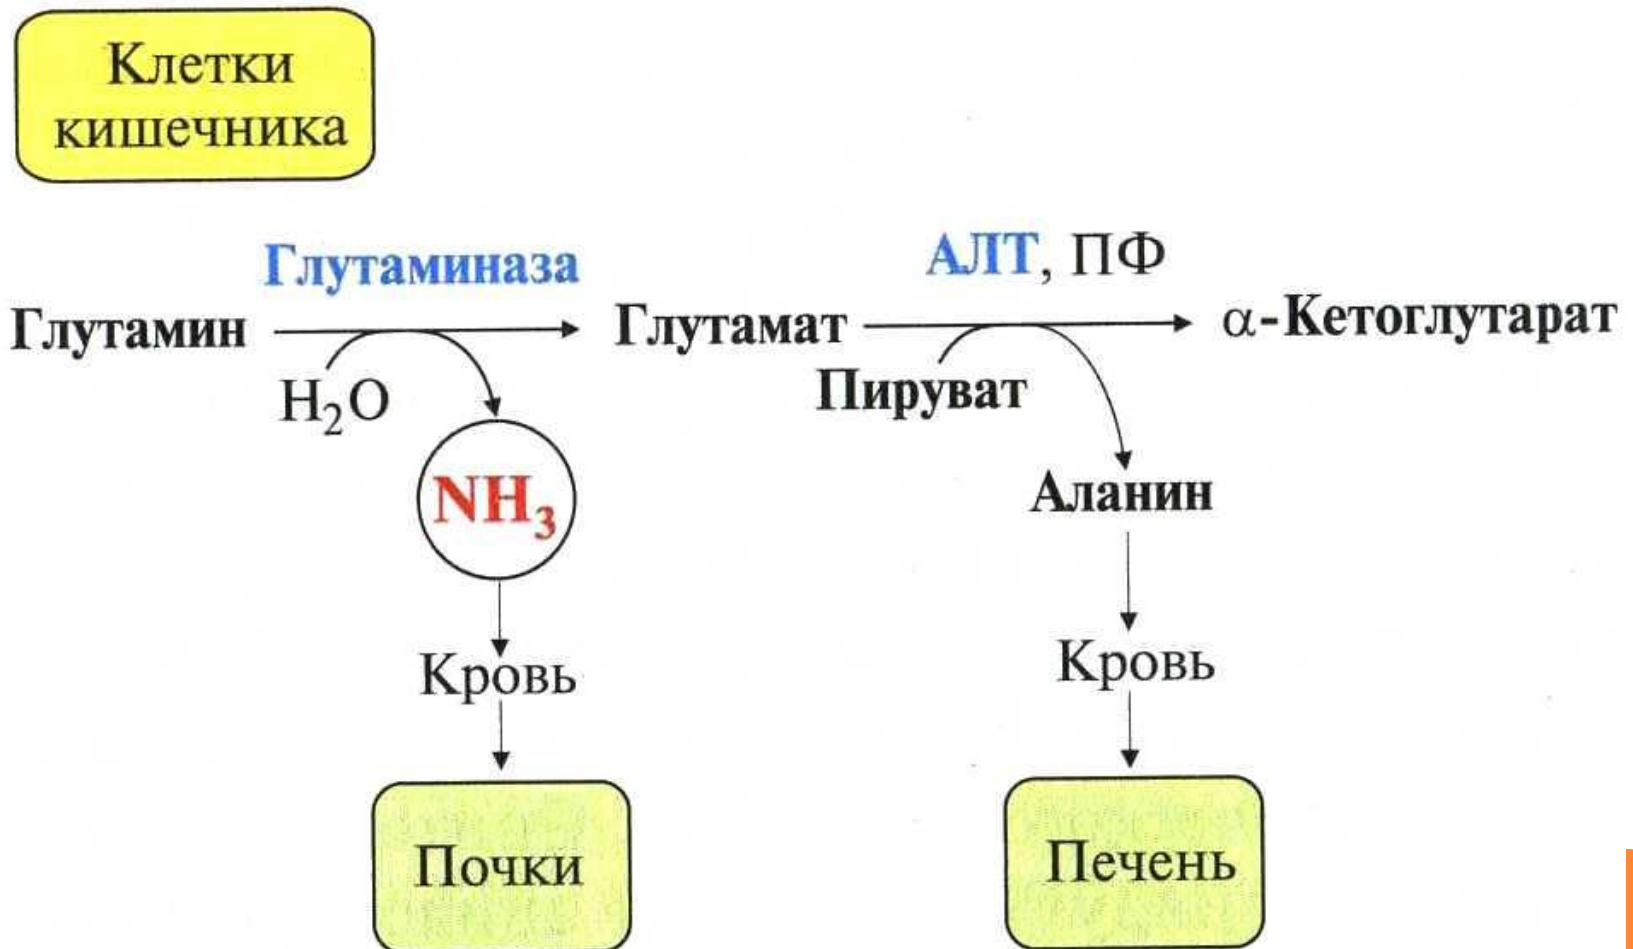 Клетки
кишечника
Глутаминаза
АЛТ, ПФ
Глутамин
Глутамат
α-Кетоглутарат
H₂O
Пируват
NH₃
Аланин
Кровь
Кровь
Почки
Печень